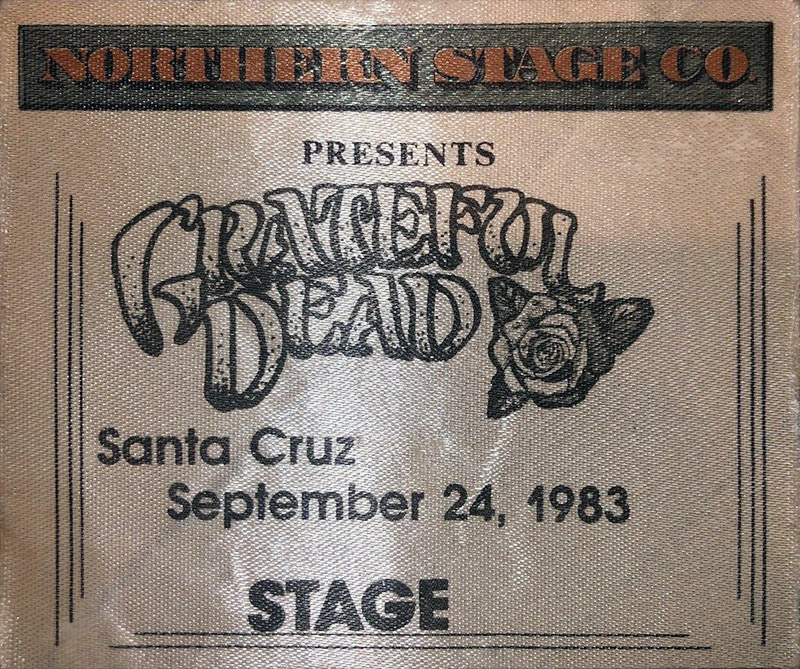 NORTHERN STAGE CO.
PRESENTS
GRATEFUL
DEAD
Santa Cruz
September 24, 1983
STAGE